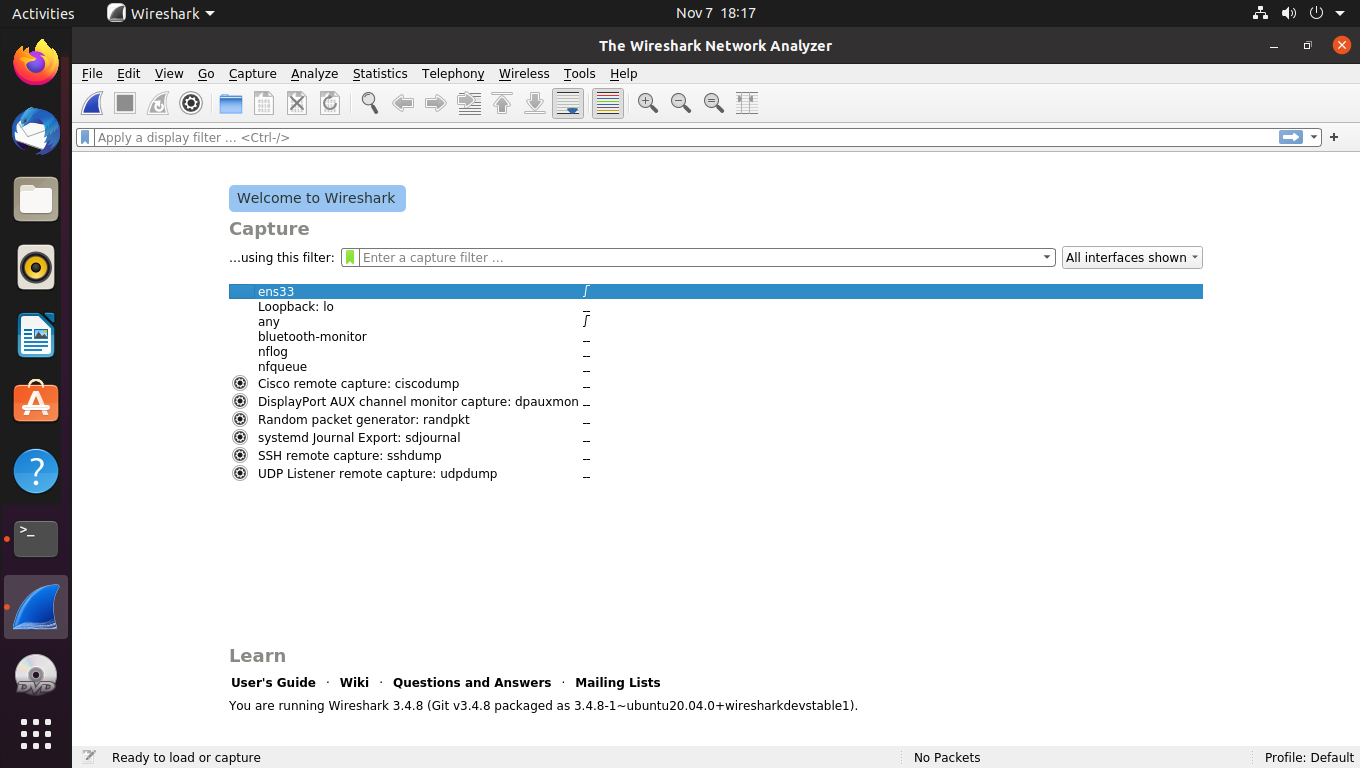 Activities Wireshark Nov 7 18:17
The Wireshark Network Analyzer
File Edit View Go Capture Analyze Statistics Telephony Wireless Tools Help
Apply a display filter … <Ctrl-/> +
Welcome to Wireshark
Capture
…using this filter: Enter a capture filter … All interfaces shown
ens33
Loopback: lo
any
bluetooth-monitor
nflog
nfqueue
Cisco remote capture: ciscodump
DisplayPort AUX channel monitor capture: dpauxmon
Random packet generator: randpkt
systemd Journal Export: sdjournal
SSH remote capture: sshdump
UDP Listener remote capture: udpdump
>_
DVD
Learn
User's Guide · Wiki · Questions and Answers · Mailing Lists
You are running Wireshark 3.4.8 (Git v3.4.8 packaged as 3.4.8-1~ubuntu20.04.0+wiresharkdevstable1).
Ready to load or capture No Packets Profile: Default